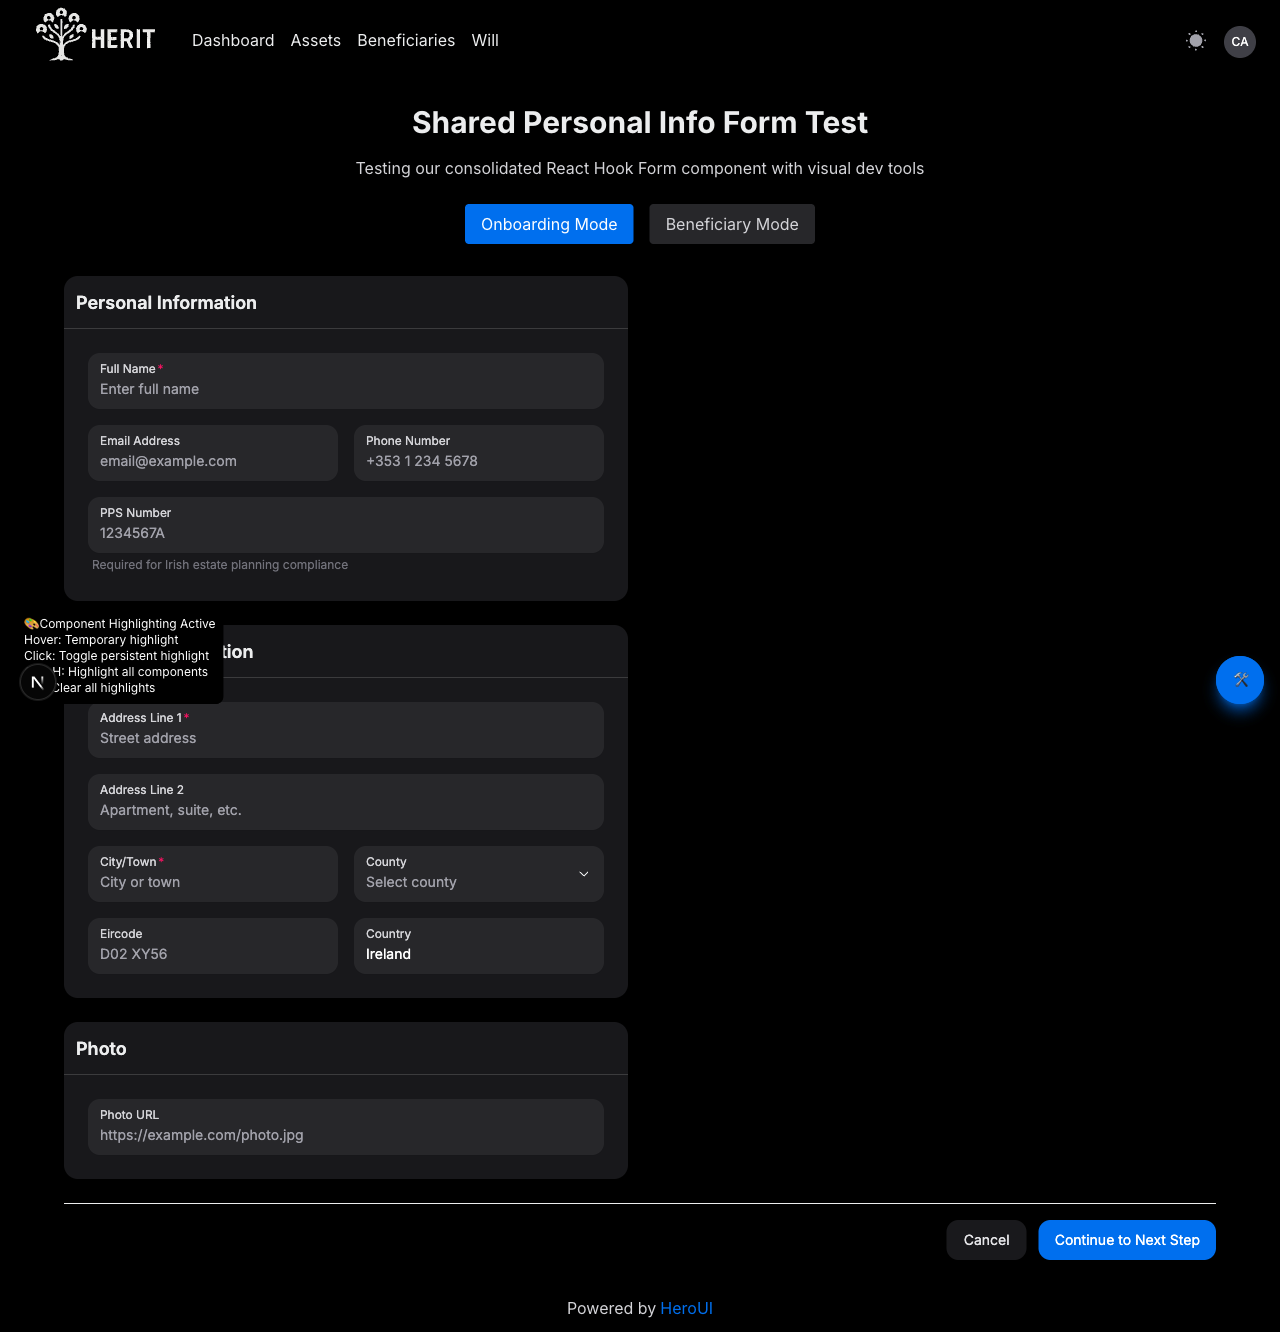 HERIT
Dashboard Assets Beneficiaries Will
CA
Shared Personal Info Form Test
Testing our consolidated React Hook Form component with visual dev tools
Onboarding Mode Beneficiary Mode
Personal Information
Full Name*
Enter full name
Email Address Phone Number
email@example.com +353 1 234 5678
PPS Number
1234567A
Required for Irish estate planning compliance
Component Highlighting Active
Hover: Temporary highlight
Click: Toggle persistent highlight
H: Highlight all components
Clear all highlights
N
Address Line 1*
Street address
Address Line 2
Apartment, suite, etc.
City/Town* County
City or town Select county
Eircode Country
D02 XY56 Ireland
Photo
Photo URL
https://example.com/photo.jpg
Cancel Continue to Next Step
Powered by HeroUI